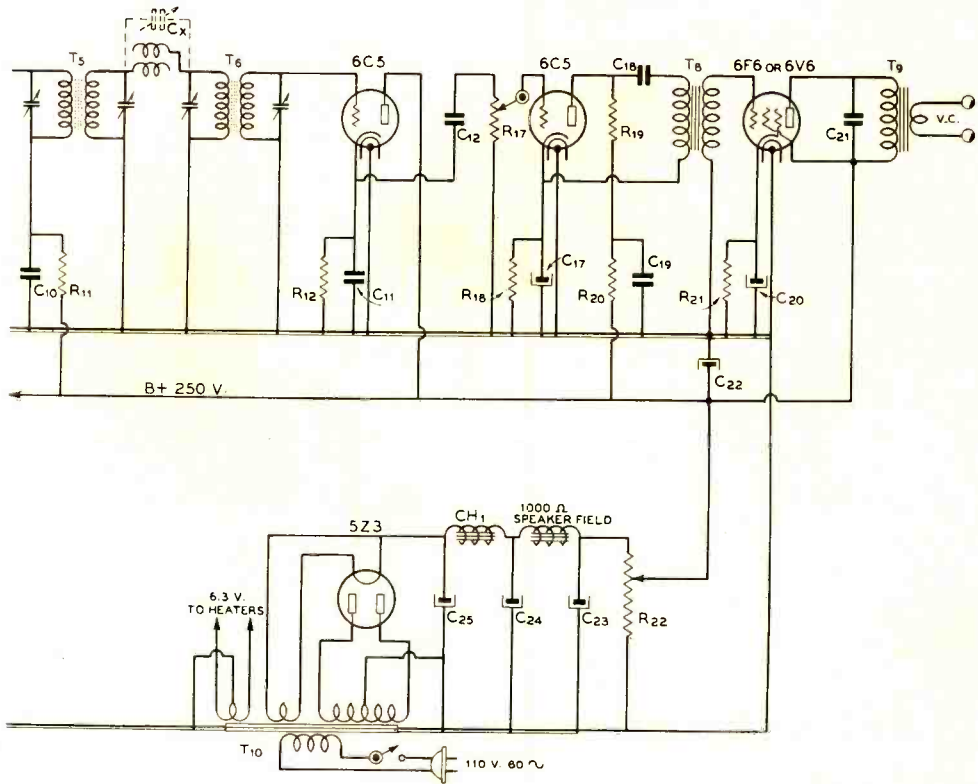 Cx
T5
T6
6C5
6C5
C18
T8
6F6 OR 6V6
T9
C12
R17
R19
C21
V.C.
C10
R11
R12
C11
R18
C17
R20
C19
R21
C20
C22
B+ 250 V.
5Z3
CH1
1000 Ω
SPEAKER FIELD
6.3 V.
TO HEATERS
C25
C24
C23
R22
T10
110 V. 60 ~